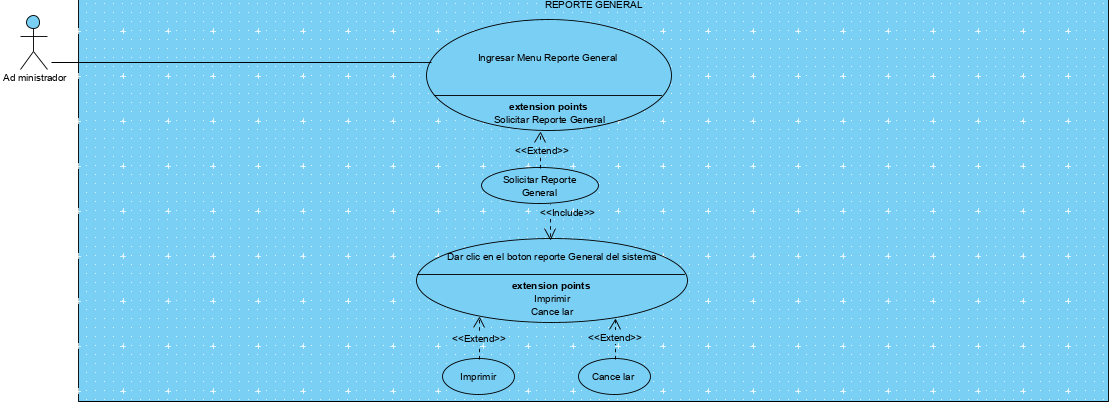 REPORTE GENERAL
Ad ministrador
Ingresar Menu Reporte General
extension points
Solicitar Reporte General
<<Extend>>
Solicitar Reporte
General
<<Include>>
Dar clic en el boton reporte General del sistema
extension points
Imprimir
Cance lar
<<Extend>>
<<Extend>>
Imprimir
Cance lar